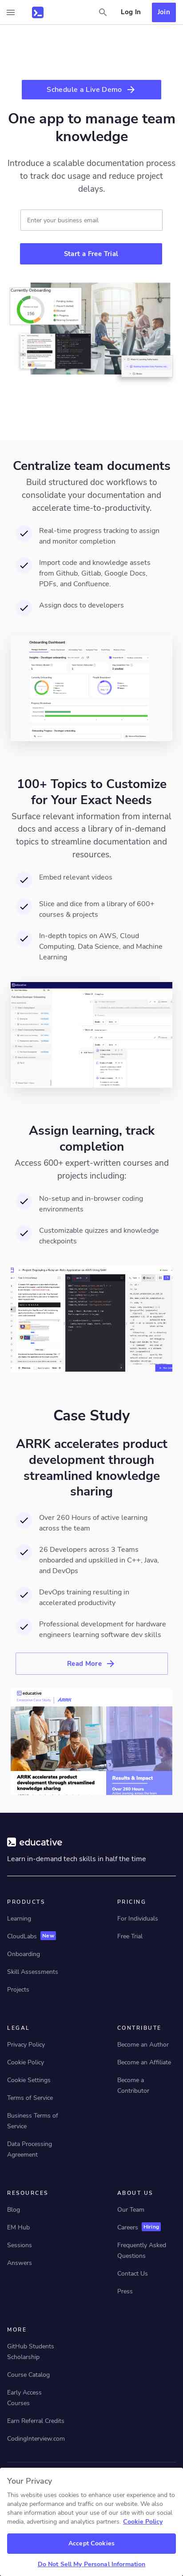 Log In
Join
Schedule a Live Demo
One app to manage team
knowledge
Introduce a scalable documentation process
to track doc usage and reduce project
delays.
Enter your business email
Start a Free Trial
Currently Onboarding
Centralize team documents
Build structured doc workflows to
consolidate your documentation and
accelerate time-to-productivity.
Real-time progress tracking to assign
and monitor completion
Import code and knowledge assets
from Github, Gitlab, Google Docs,
PDFs, and Confluence.
Assign docs to developers
Onboarding Dashboard
100+ Topics to Customize
for Your Exact Needs
Surface relevant information from internal
docs and access a library of in-demand
topics to streamline documentation and
resources.
Embed relevant videos
Slice and dice from a library of 600+
courses & projects
In-depth topics on AWS, Cloud
Computing, Data Science, and Machine
Learning
Assign learning, track
completion
Access 600+ expert-written courses and
projects including:
No-setup and in-browser coding
environments
Customizable quizzes and knowledge
checkpoints
Case Study
ARRK accelerates product
development through
streamlined knowledge
sharing
Over 260 Hours of active learning
across the team
26 Developers across 3 Teams
onboarded and upskilled in C++, Java,
and DevOps
DevOps training resulting in
accelerated productivity
Professional development for hardware
engineers learning software dev skills
Read More
educative
ARRK
ARRK accelerates product
development through
streamlined knowledge sharing
Results & Impact
Over 260 Hours
educative
Learn in-demand tech skills in half the time
PRODUCTS
Learning
CloudLabs New
Onboarding
Skill Assessments
Projects
PRICING
For Individuals
Free Trial
LEGAL
Privacy Policy
Cookie Policy
Cookie Settings
Terms of Service
Business Terms of
Service
Data Processing
Agreement
CONTRIBUTE
Become an Author
Become an Affiliate
Become a
Contributor
RESOURCES
Blog
EM Hub
Sessions
Answers
ABOUT US
Our Team
Careers Hiring
Frequently Asked
Questions
Contact Us
Press
MORE
GitHub Students
Scholarship
Course Catalog
Early Access
Courses
Earn Referral Credits
CodingInterview.com
Your Privacy
This website uses cookies to enhance user experience and
analyze performance and traffic on our website. We also
share information about your use of our site with our social
media, advertising and analytics partners. Cookie Policy
Accept Cookies
Do Not Sell My Personal Information